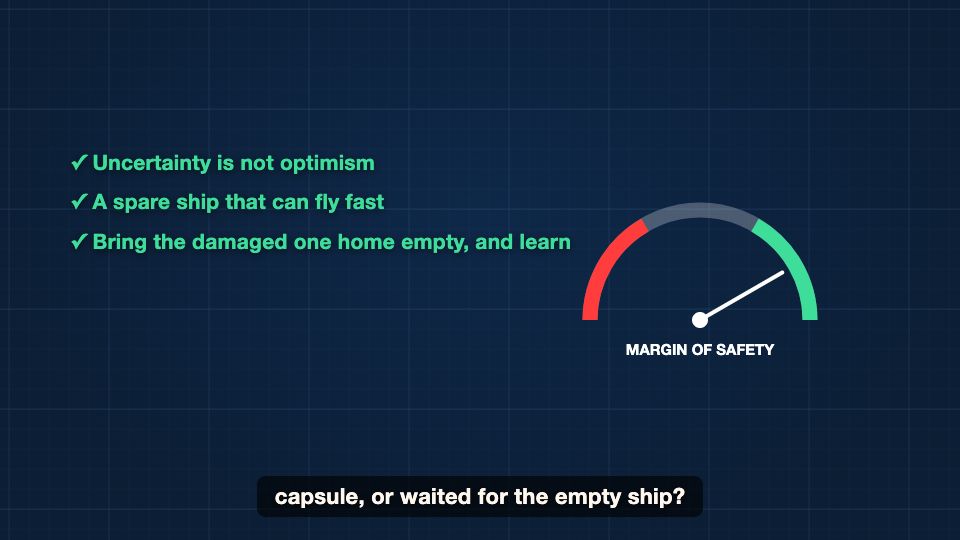 ✓ Uncertainty is not optimism
✓ A spare ship that can fly fast
✓ Bring the damaged one home empty, and learn
MARGIN OF SAFETY
capsule, or waited for the empty ship?